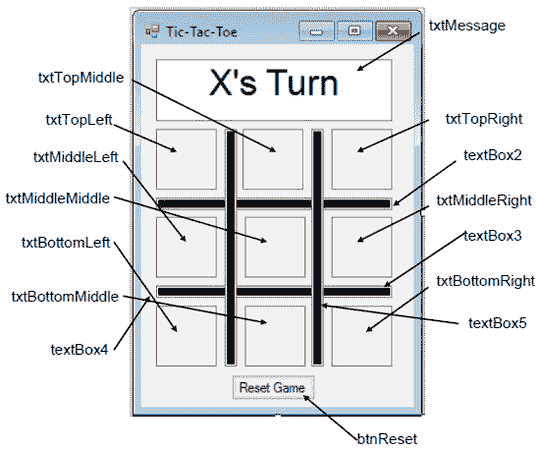 txtMessage
Tic-Tac-Toe
X's Turn
txtTopMiddle
txtTopLeft
txtTopRight
txtMiddleLeft
textBox2
txtMiddleMiddle
txtMiddleRight
txtBottomLeft
textBox3
txtBottomMiddle
txtBottomRight
textBox4
textBox5
Reset Game
btnReset